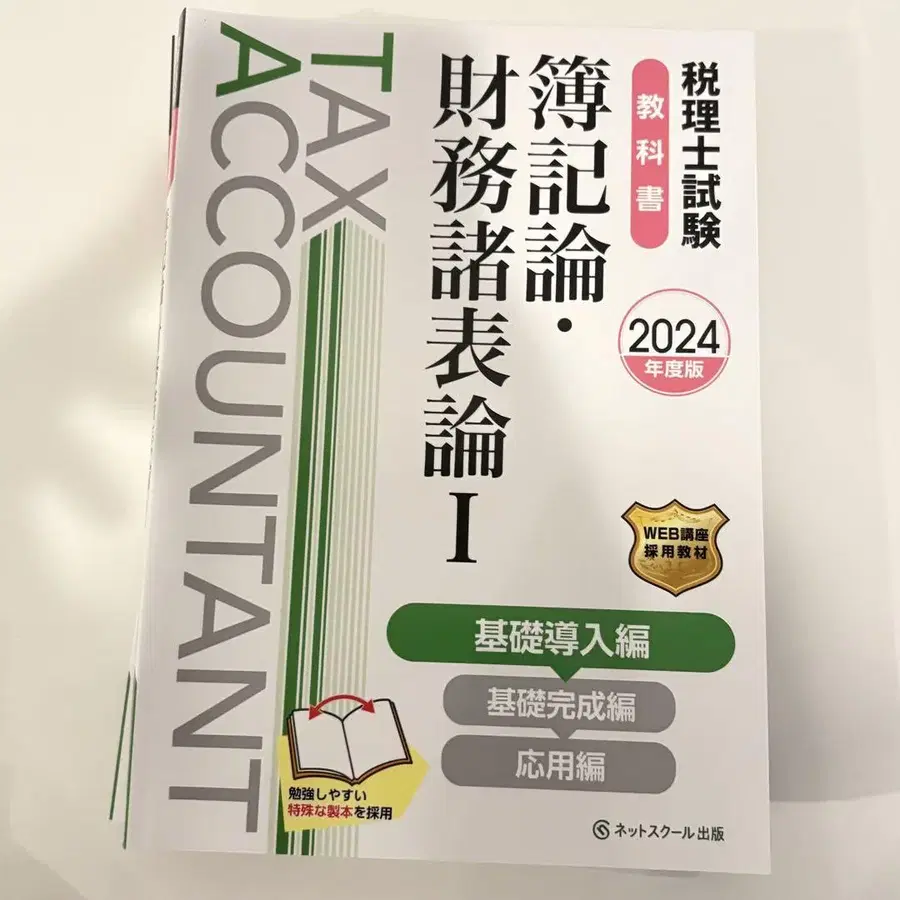 税理士試験
教科書
簿記論・
財務諸表論 I
2024
年度版
TAX
ACCOUNTANT
WEB講座
採用教材
基礎導入編
基礎完成編
応用編
勉強しやすい
特殊な製本を採用
ネットスクール出版